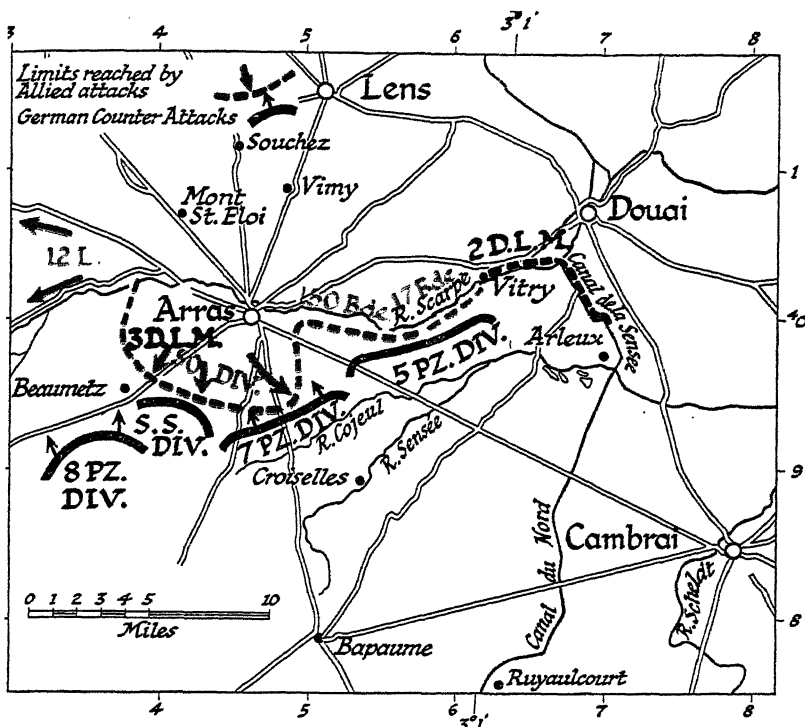 3 4 5 6 3°1' 7 8
Limits reached by
Allied attacks
German Counter Attacks
Lens
Souchez
Vimy
Mont
St. Eloi
1
Douai
12 L.
2 D.L.M.
150 Bde. 17 F.de.
R. Scarpe
Vitry
Canal de la Sensée
Arras
40
3 D.L.M.
50 DIV.
Arleux
5 PZ. DIV.
Beaumetz
S.S.
DIV.
7 PZ. DIV.
R. Cojeul
R. Sensée
8 PZ.
DIV.
Croiselles
9
Canal du Nord
Cambrai
R. Scheldt
0 1 2 3 4 5 10
Miles
8
Bapaume
Ruyaulcourt
4 5 6 3°1' 7 8